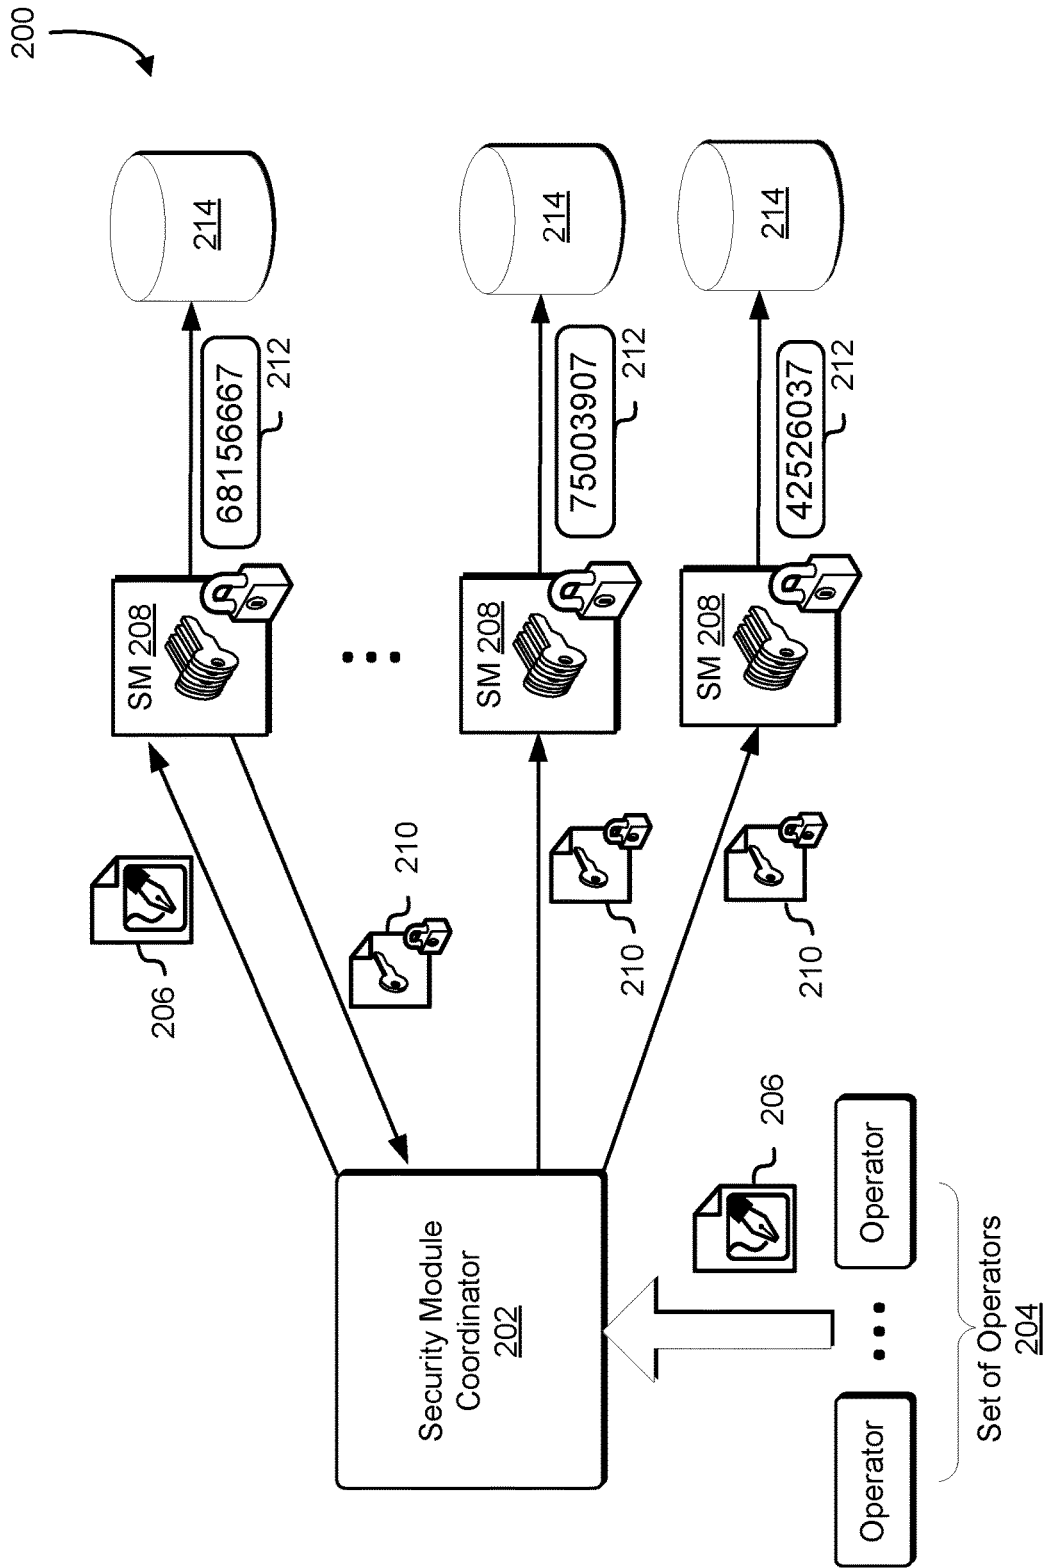 200
SM 208
68156667
212
214
206
210
SM 208
75003907
212
214
210
SM 208
42526037
212
214
210
Security Module
Coordinator
202
206
Operator
Operator
Set of Operators
204